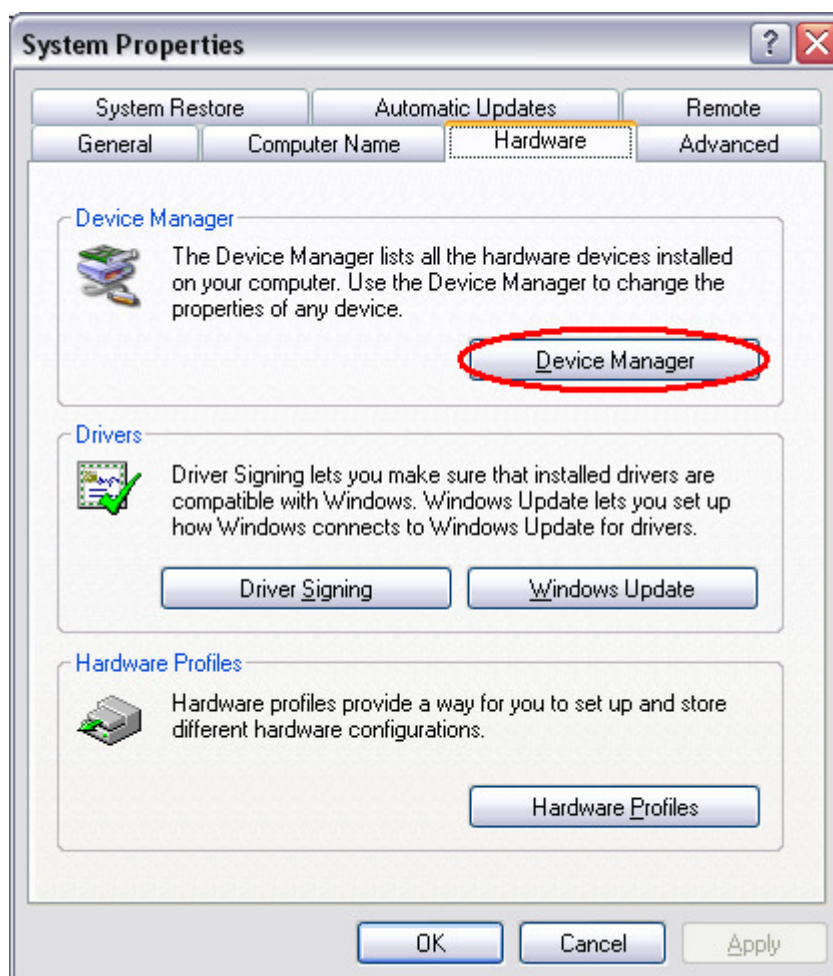 System Properties
?
System Restore
Automatic Updates
Remote
General
Computer Name
Hardware
Advanced
Device Manager
The Device Manager lists all the hardware devices installed
on your computer. Use the Device Manager to change the
properties of any device.
Device Manager
Drivers
Driver Signing lets you make sure that installed drivers are
compatible with Windows. Windows Update lets you set up
how Windows connects to Windows Update for drivers.
Driver Signing
Windows Update
Hardware Profiles
Hardware profiles provide a way for you to set up and store
different hardware configurations.
Hardware Profiles
OK
Cancel
Apply